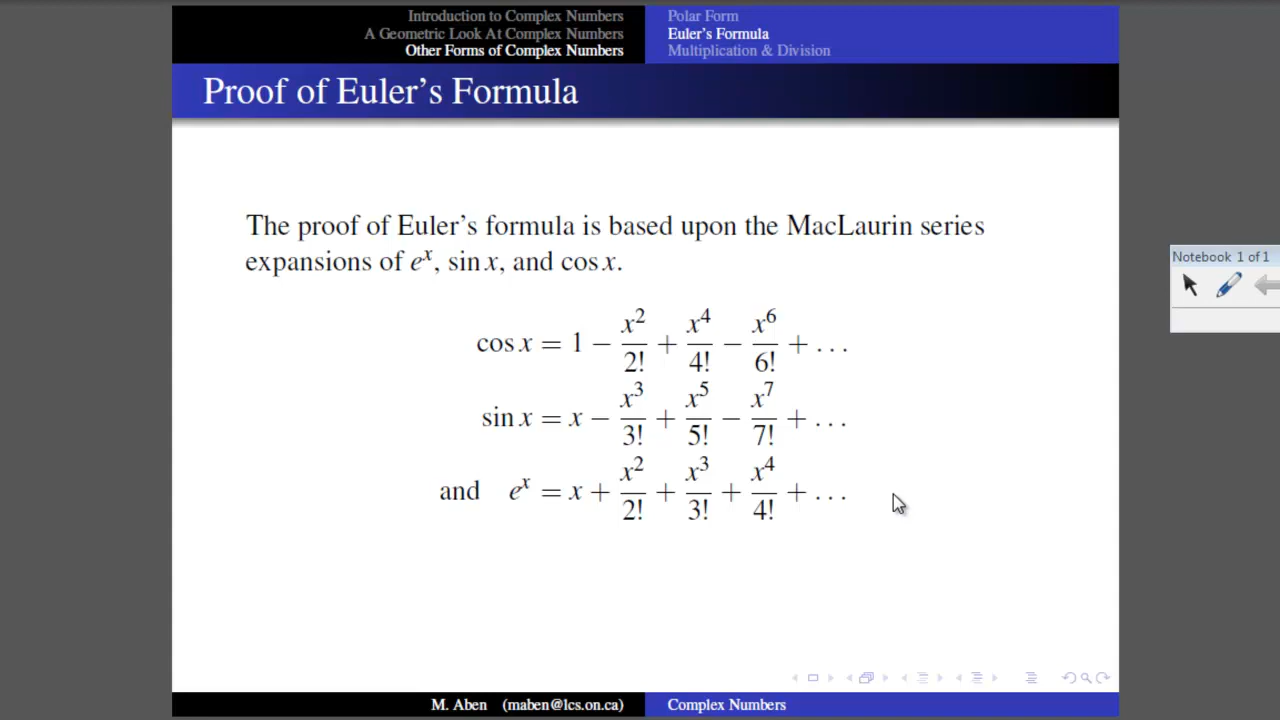 Introduction to Complex Numbers
A Geometric Look At Complex Numbers
Other Forms of Complex Numbers
Polar Form
Euler's Formula
Multiplication & Division
Proof of Euler's Formula
The proof of Euler's formula is based upon the MacLaurin series
expansions of e^x, sin x, and cos x.
cos x = 1 − x^2/2! + x^4/4! − x^6/6! + ...
sin x = x − x^3/3! + x^5/5! − x^7/7! + ...
and e^x = x + x^2/2! + x^3/3! + x^4/4! + ...
Notebook 1 of 1
M. Aben (maben@lcs.on.ca)
Complex Numbers